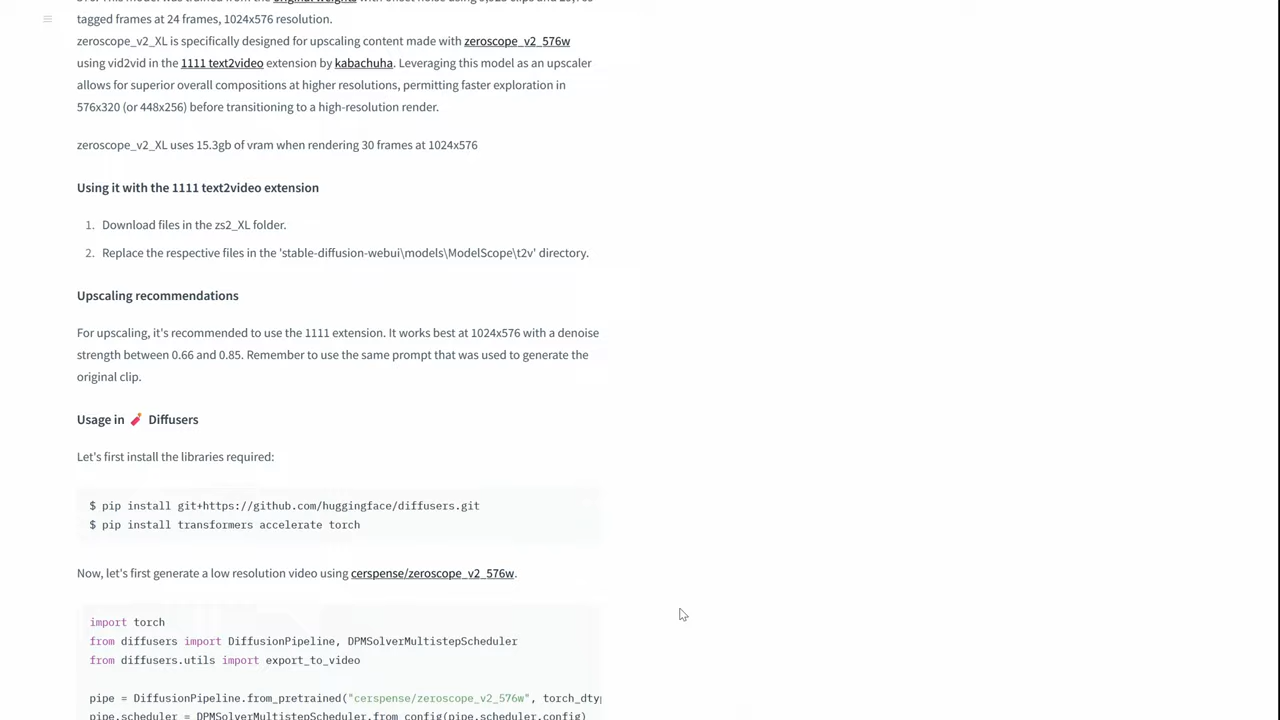 tagged frames at 24 frames, 1024x576 resolution.
zeroscope_v2_XL is specifically designed for upscaling content made with zeroscope_v2_576w
using vid2vid in the 1111 text2video extension by kabachuha. Leveraging this model as an upscaler
allows for superior overall compositions at higher resolutions, permitting faster exploration in
576x320 (or 448x256) before transitioning to a high-resolution render.
zeroscope_v2_XL uses 15.3gb of vram when rendering 30 frames at 1024x576
Using it with the 1111 text2video extension
1. Download files in the zs2_XL folder.
2. Replace the respective files in the 'stable-diffusion-webui\models\ModelScope\t2v' directory.
Upscaling recommendations
For upscaling, it's recommended to use the 1111 extension. It works best at 1024x576 with a denoise
strength between 0.66 and 0.85. Remember to use the same prompt that was used to generate the
original clip.
Usage in 🧨 Diffusers
Let's first install the libraries required:
$ pip install git+https://github.com/huggingface/diffusers.git
$ pip install transformers accelerate torch
Now, let's first generate a low resolution video using cerspense/zeroscope_v2_576w.
import torch
from diffusers import DiffusionPipeline, DPMSolverMultistepScheduler
from diffusers.utils import export_to_video
pipe = DiffusionPipeline.from_pretrained("cerspense/zeroscope_v2_576w", torch_dtyp
pipe.scheduler = DPMSolverMultistepScheduler.from_config(pipe.scheduler.config)